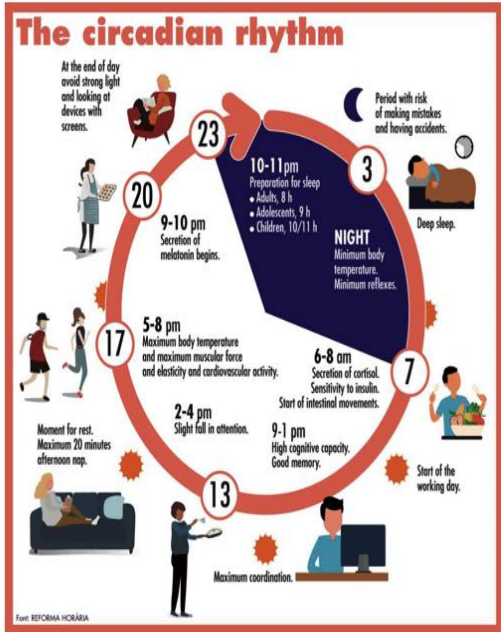 The circadian rhythm
At the end of day
avoid strong light
and looking at
devices with
screens.
Period with risk
of making mistakes
and having accidents.
23
3
10-11pm
Preparation for sleep
• Adults, 8 h
• Adolescents, 9 h
• Children, 10/11 h
Deep sleep.
20
9-10 pm
Secretion of
melatonin begins.
NIGHT
Minimum body
temperature.
Minimum reflexes.
17
5-8 pm
Maximum body temperature
and maximum muscular force
and elasticity and cardiovascular activity.
6-8 am
Secretion of cortisol.
Sensitivity to insulin.
Start of intestinal movements.
7
2-4 pm
Slight fall in attention.
9-1 pm
High cognitive capacity.
Good memory.
Moment for rest.
Maximum 20 minutes
afternoon nap.
Start of the
working day.
13
Maximum coordination.
Font: REFORMA HORÀRIA